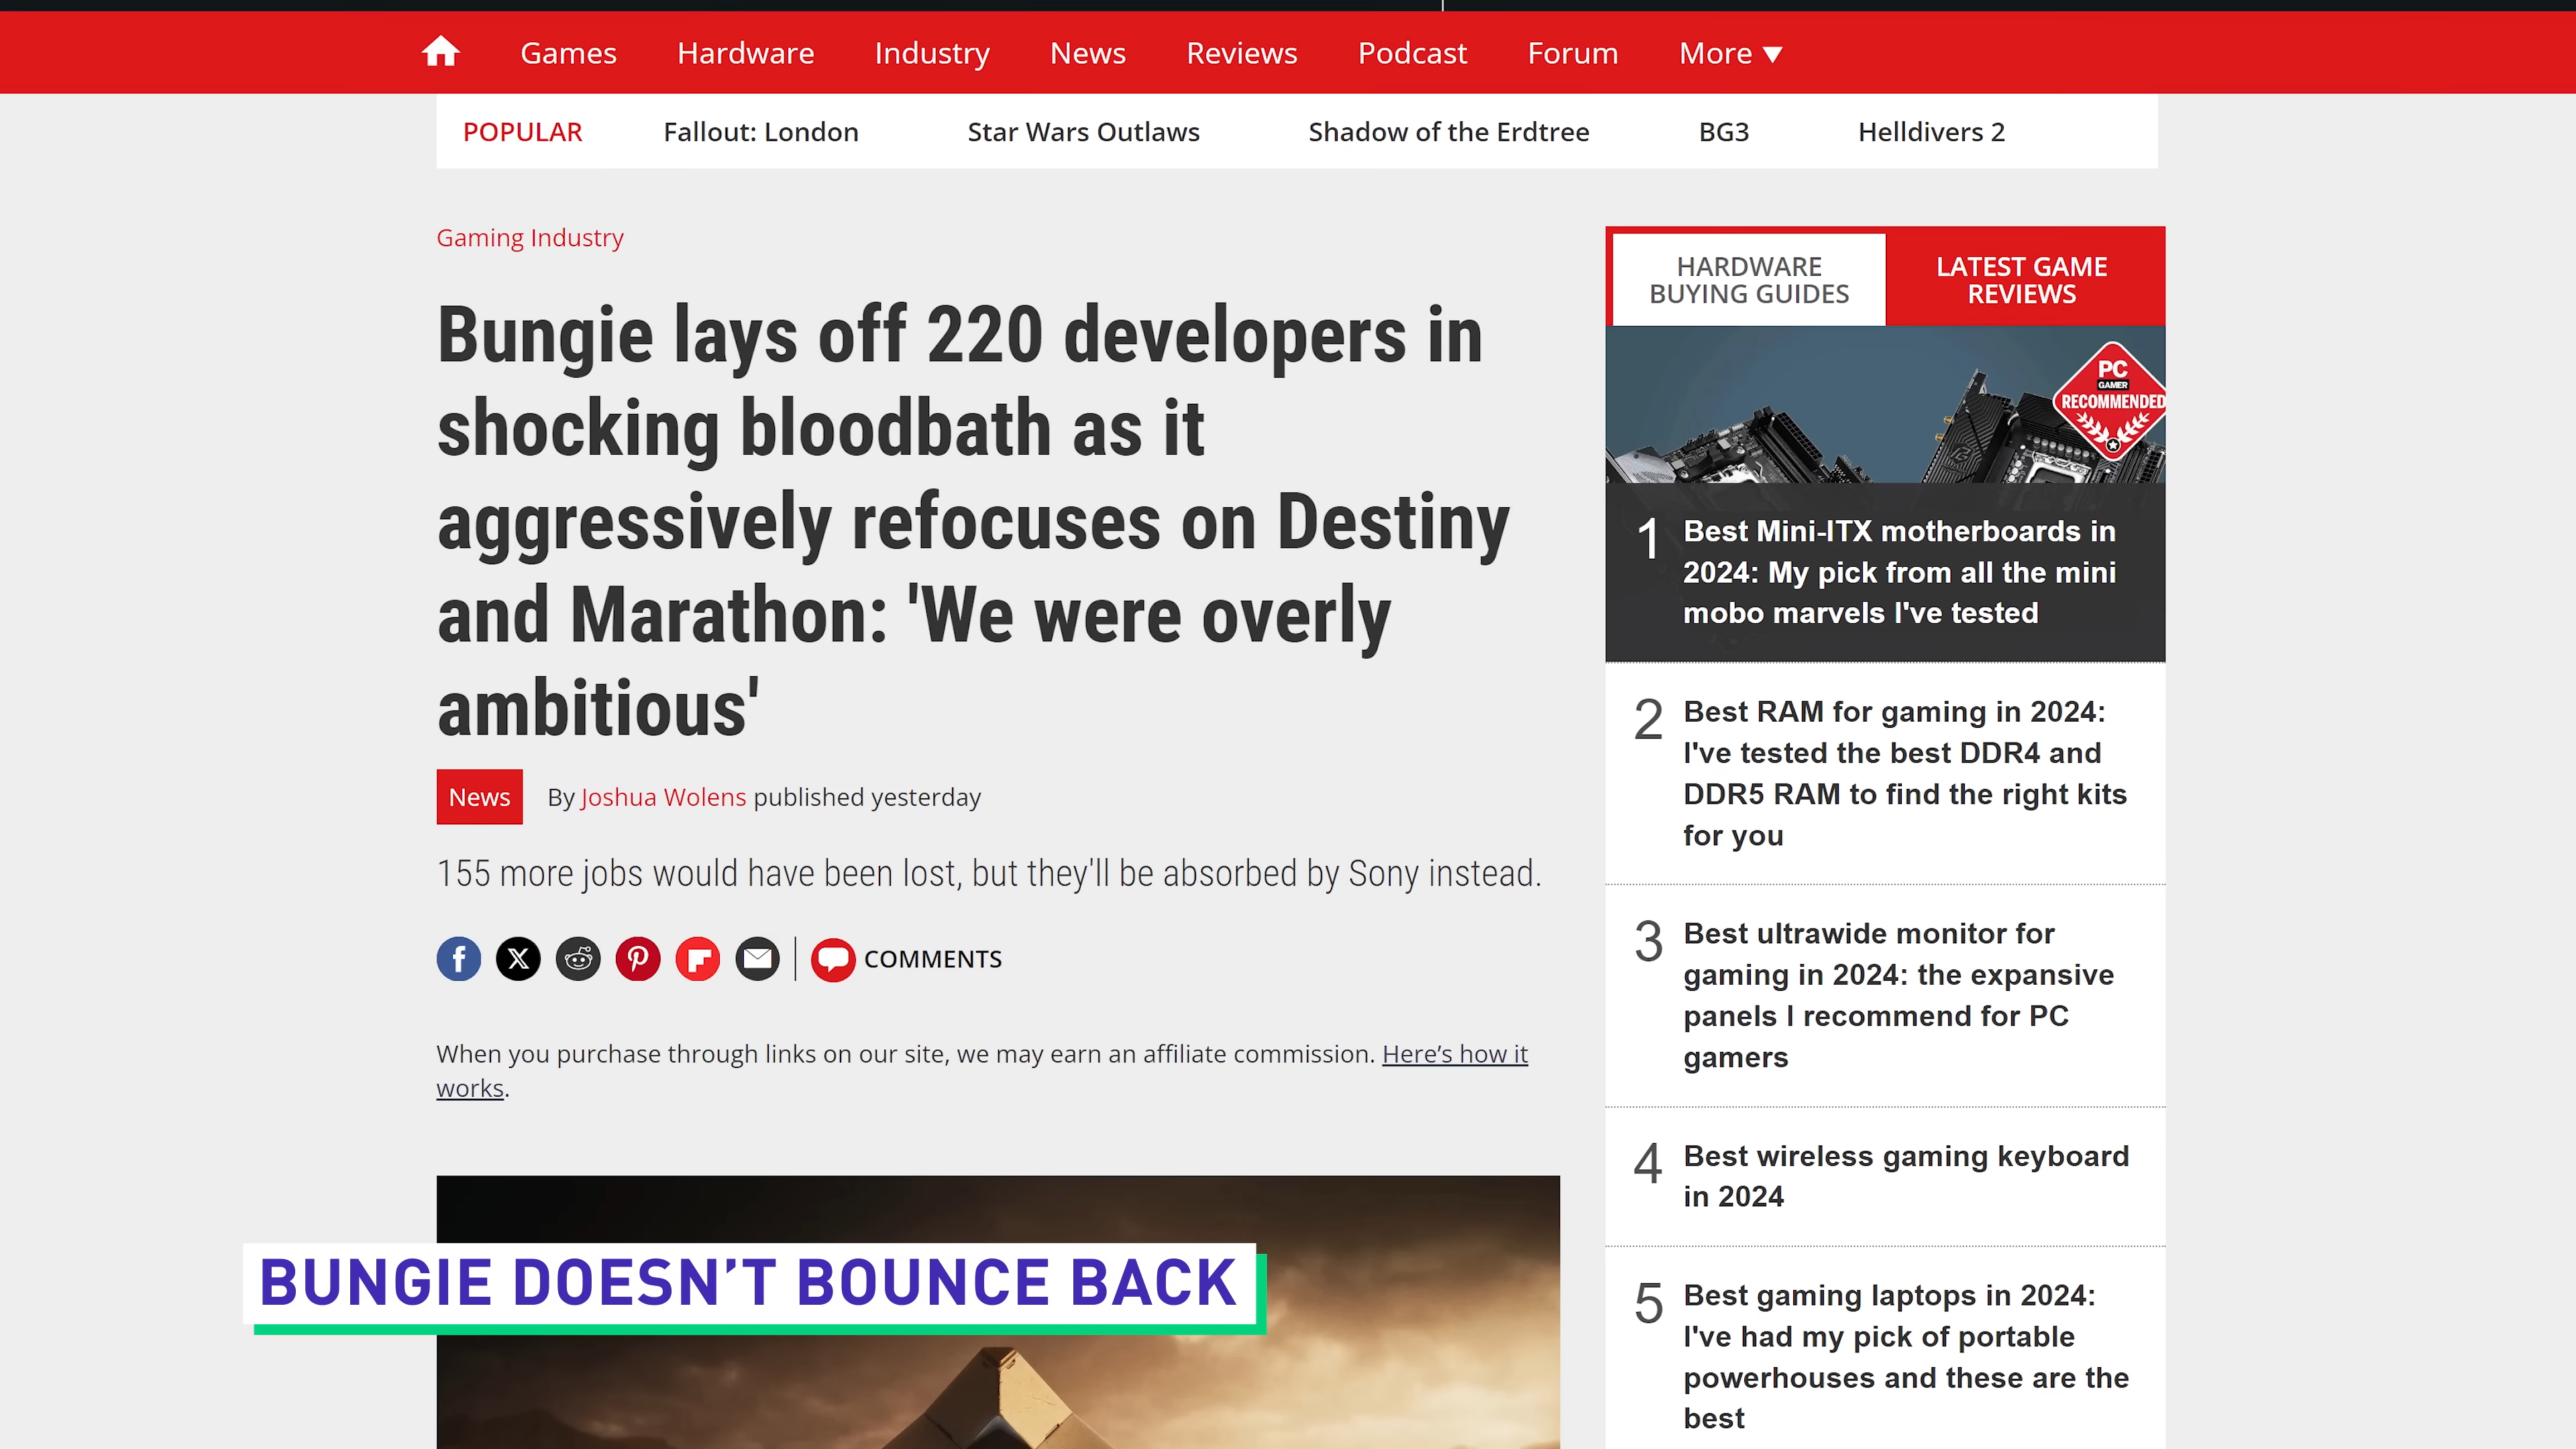 Games Hardware Industry News Reviews Podcast Forum More ▼
POPULAR Fallout: London Star Wars Outlaws Shadow of the Erdtree BG3 Helldivers 2
Gaming Industry
Bungie lays off 220 developers in
shocking bloodbath as it
aggressively refocuses on Destiny
and Marathon: 'We were overly
ambitious'
News By Joshua Wolens published yesterday
155 more jobs would have been lost, but they'll be absorbed by Sony instead.
COMMENTS
When you purchase through links on our site, we may earn an affiliate commission. Here’s how it
works.
BUNGIE DOESN’T BOUNCE BACK
HARDWARE
BUYING GUIDES
LATEST GAME
REVIEWS
PC
GAMER
RECOMMENDED
1 Best Mini-ITX motherboards in
2024: My pick from all the mini
mobo marvels I've tested
2 Best RAM for gaming in 2024:
I've tested the best DDR4 and
DDR5 RAM to find the right kits
for you
3 Best ultrawide monitor for
gaming in 2024: the expansive
panels I recommend for PC
gamers
4 Best wireless gaming keyboard
in 2024
5 Best gaming laptops in 2024:
I've had my pick of portable
powerhouses and these are the
best